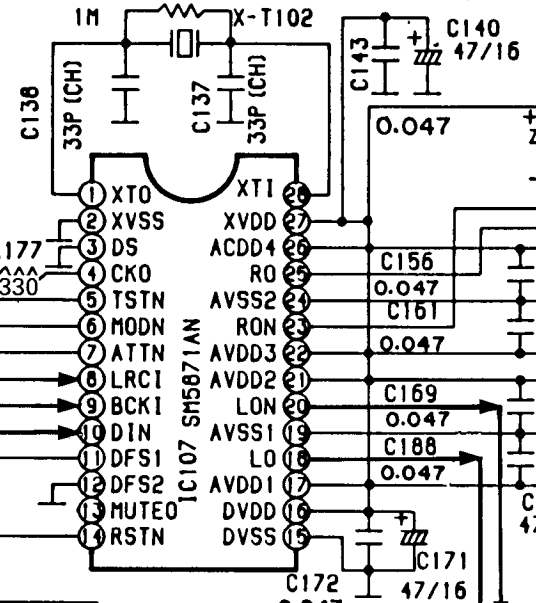 1M X-T102
C140
47/16
C143
+
C138
33P (CH)
C137
33P (CH)
0.047
+
1 XTO XTI 28
2 XVSS XVDD 27
3 DS ACDD4 26
177
4 CKO RO 25
330
5 TSTN AVSS2 24
6 MODN RON 23
7 ATTN AVDD3 22
8 LRCI AVDD2 21
9 BCKI LON 20
10 DIN AVSS1 19
11 DFS1 LO 18
12 DFS2 AVDD1 17
13 MUTEO DVDD 16
14 RSTN DVSS 15
IC107 SM5871AN
C156
0.047
C161
0.047
C169
0.047
C188
0.047
+
C171
47/16
C172
0.047
C
47